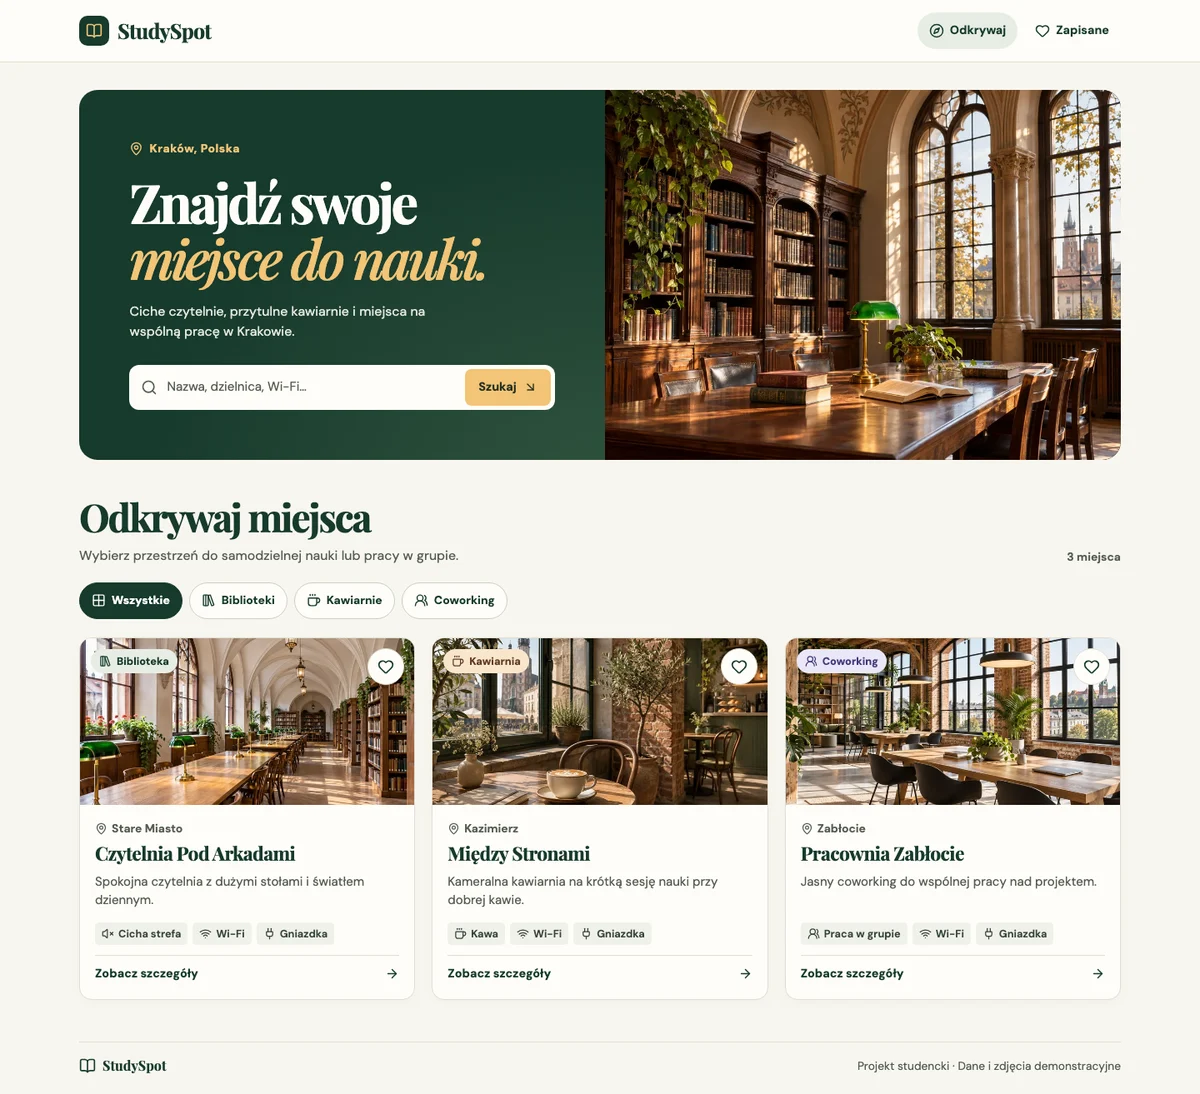 StudySpot
Odkrywaj
Zapisane
Kraków, Polska
Znajdź swoje
miejsce do nauki.
Ciche czytelnie, przytulne kawiarnie i miejsca na
wspólną pracę w Krakowie.
Nazwa, dzielnica, Wi-Fi...
Szukaj
Odkrywaj miejsca
Wybierz przestrzeń do samodzielnej nauki lub pracy w grupie.
3 miejsca
Wszystkie
Biblioteki
Kawiarnie
Coworking
Biblioteka
Stare Miasto
Czytelnia Pod Arkadami
Spokojna czytelnia z dużymi stołami i światłem
dziennym.
Cicha strefa
Wi-Fi
Gniazdka
Zobacz szczegóły
Kawiarnia
Kazimierz
Między Stronami
Kameralna kawiarnia na krótką sesję nauki przy
dobrej kawie.
Kawa
Wi-Fi
Gniazdka
Zobacz szczegóły
Coworking
Zabłocie
Pracownia Zabłocie
Jasny coworking do wspólnej pracy nad projektem.
Praca w grupie
Wi-Fi
Gniazdka
Zobacz szczegóły
StudySpot
Projekt studencki · Dane i zdjęcia demonstracyjne